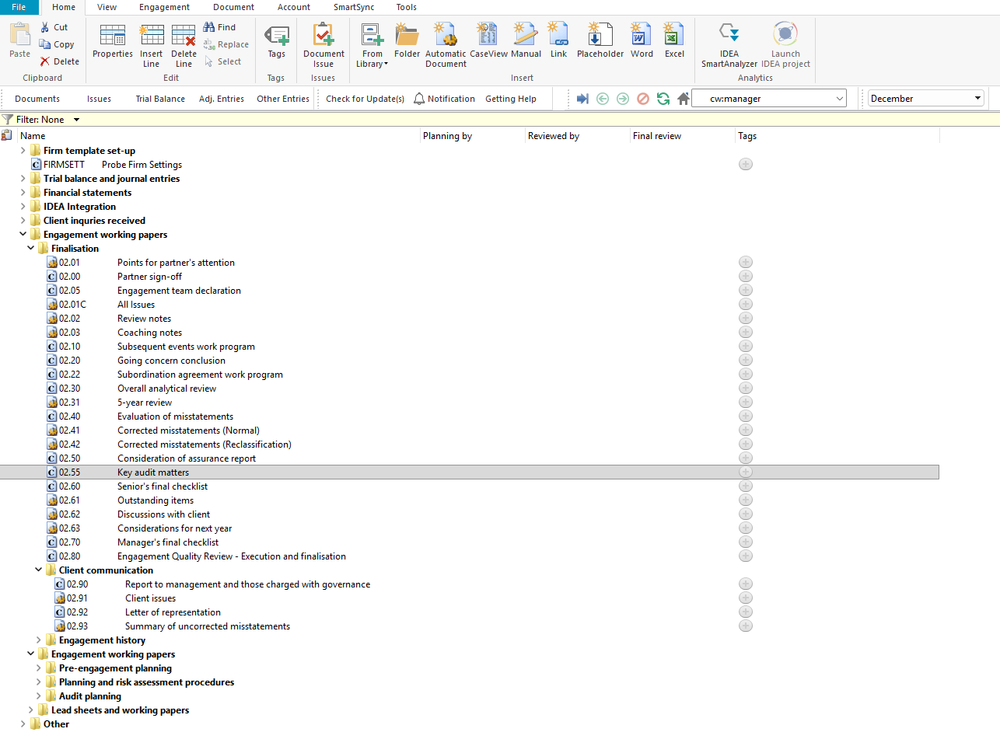 File Home View Engagement Document Account SmartSync Tools
Paste Cut Copy Delete
Clipboard
Properties Insert Line Delete Line Find Replace Select
Edit
Tags
Tags
Document Issue
Issues
From Library Folder Automatic Document CaseView Manual Link Placeholder Word Excel
Insert
IDEA SmartAnalyzer Launch IDEA project
Analytics
Documents Issues Trial Balance Adj. Entries Other Entries Check for Update(s) Notification Getting Help cw:manager December
Filter: None
Name Planning by Reviewed by Final review Tags
Firm template set-up
FIRMSETT Probe Firm Settings
Trial balance and journal entries
Financial statements
IDEA Integration
Client inquries received
Engagement working papers
Finalisation
02.01 Points for partner's attention
02.00 Partner sign-off
02.05 Engagement team declaration
02.01C All Issues
02.02 Review notes
02.03 Coaching notes
02.10 Subsequent events work program
02.20 Going concern conclusion
02.22 Subordination agreement work program
02.30 Overall analytical review
02.31 5-year review
02.40 Evaluation of misstatements
02.41 Corrected misstatements (Normal)
02.42 Corrected misstatements (Reclassification)
02.50 Consideration of assurance report
02.55 Key audit matters
02.60 Senior's final checklist
02.61 Outstanding items
02.62 Discussions with client
02.63 Considerations for next year
02.70 Manager's final checklist
02.80 Engagement Quality Review - Execution and finalisation
Client communication
02.90 Report to management and those charged with governance
02.91 Client issues
02.92 Letter of representation
02.93 Summary of uncorrected misstatements
Engagement history
Engagement working papers
Pre-engagement planning
Planning and risk assessment procedures
Audit planning
Lead sheets and working papers
Other